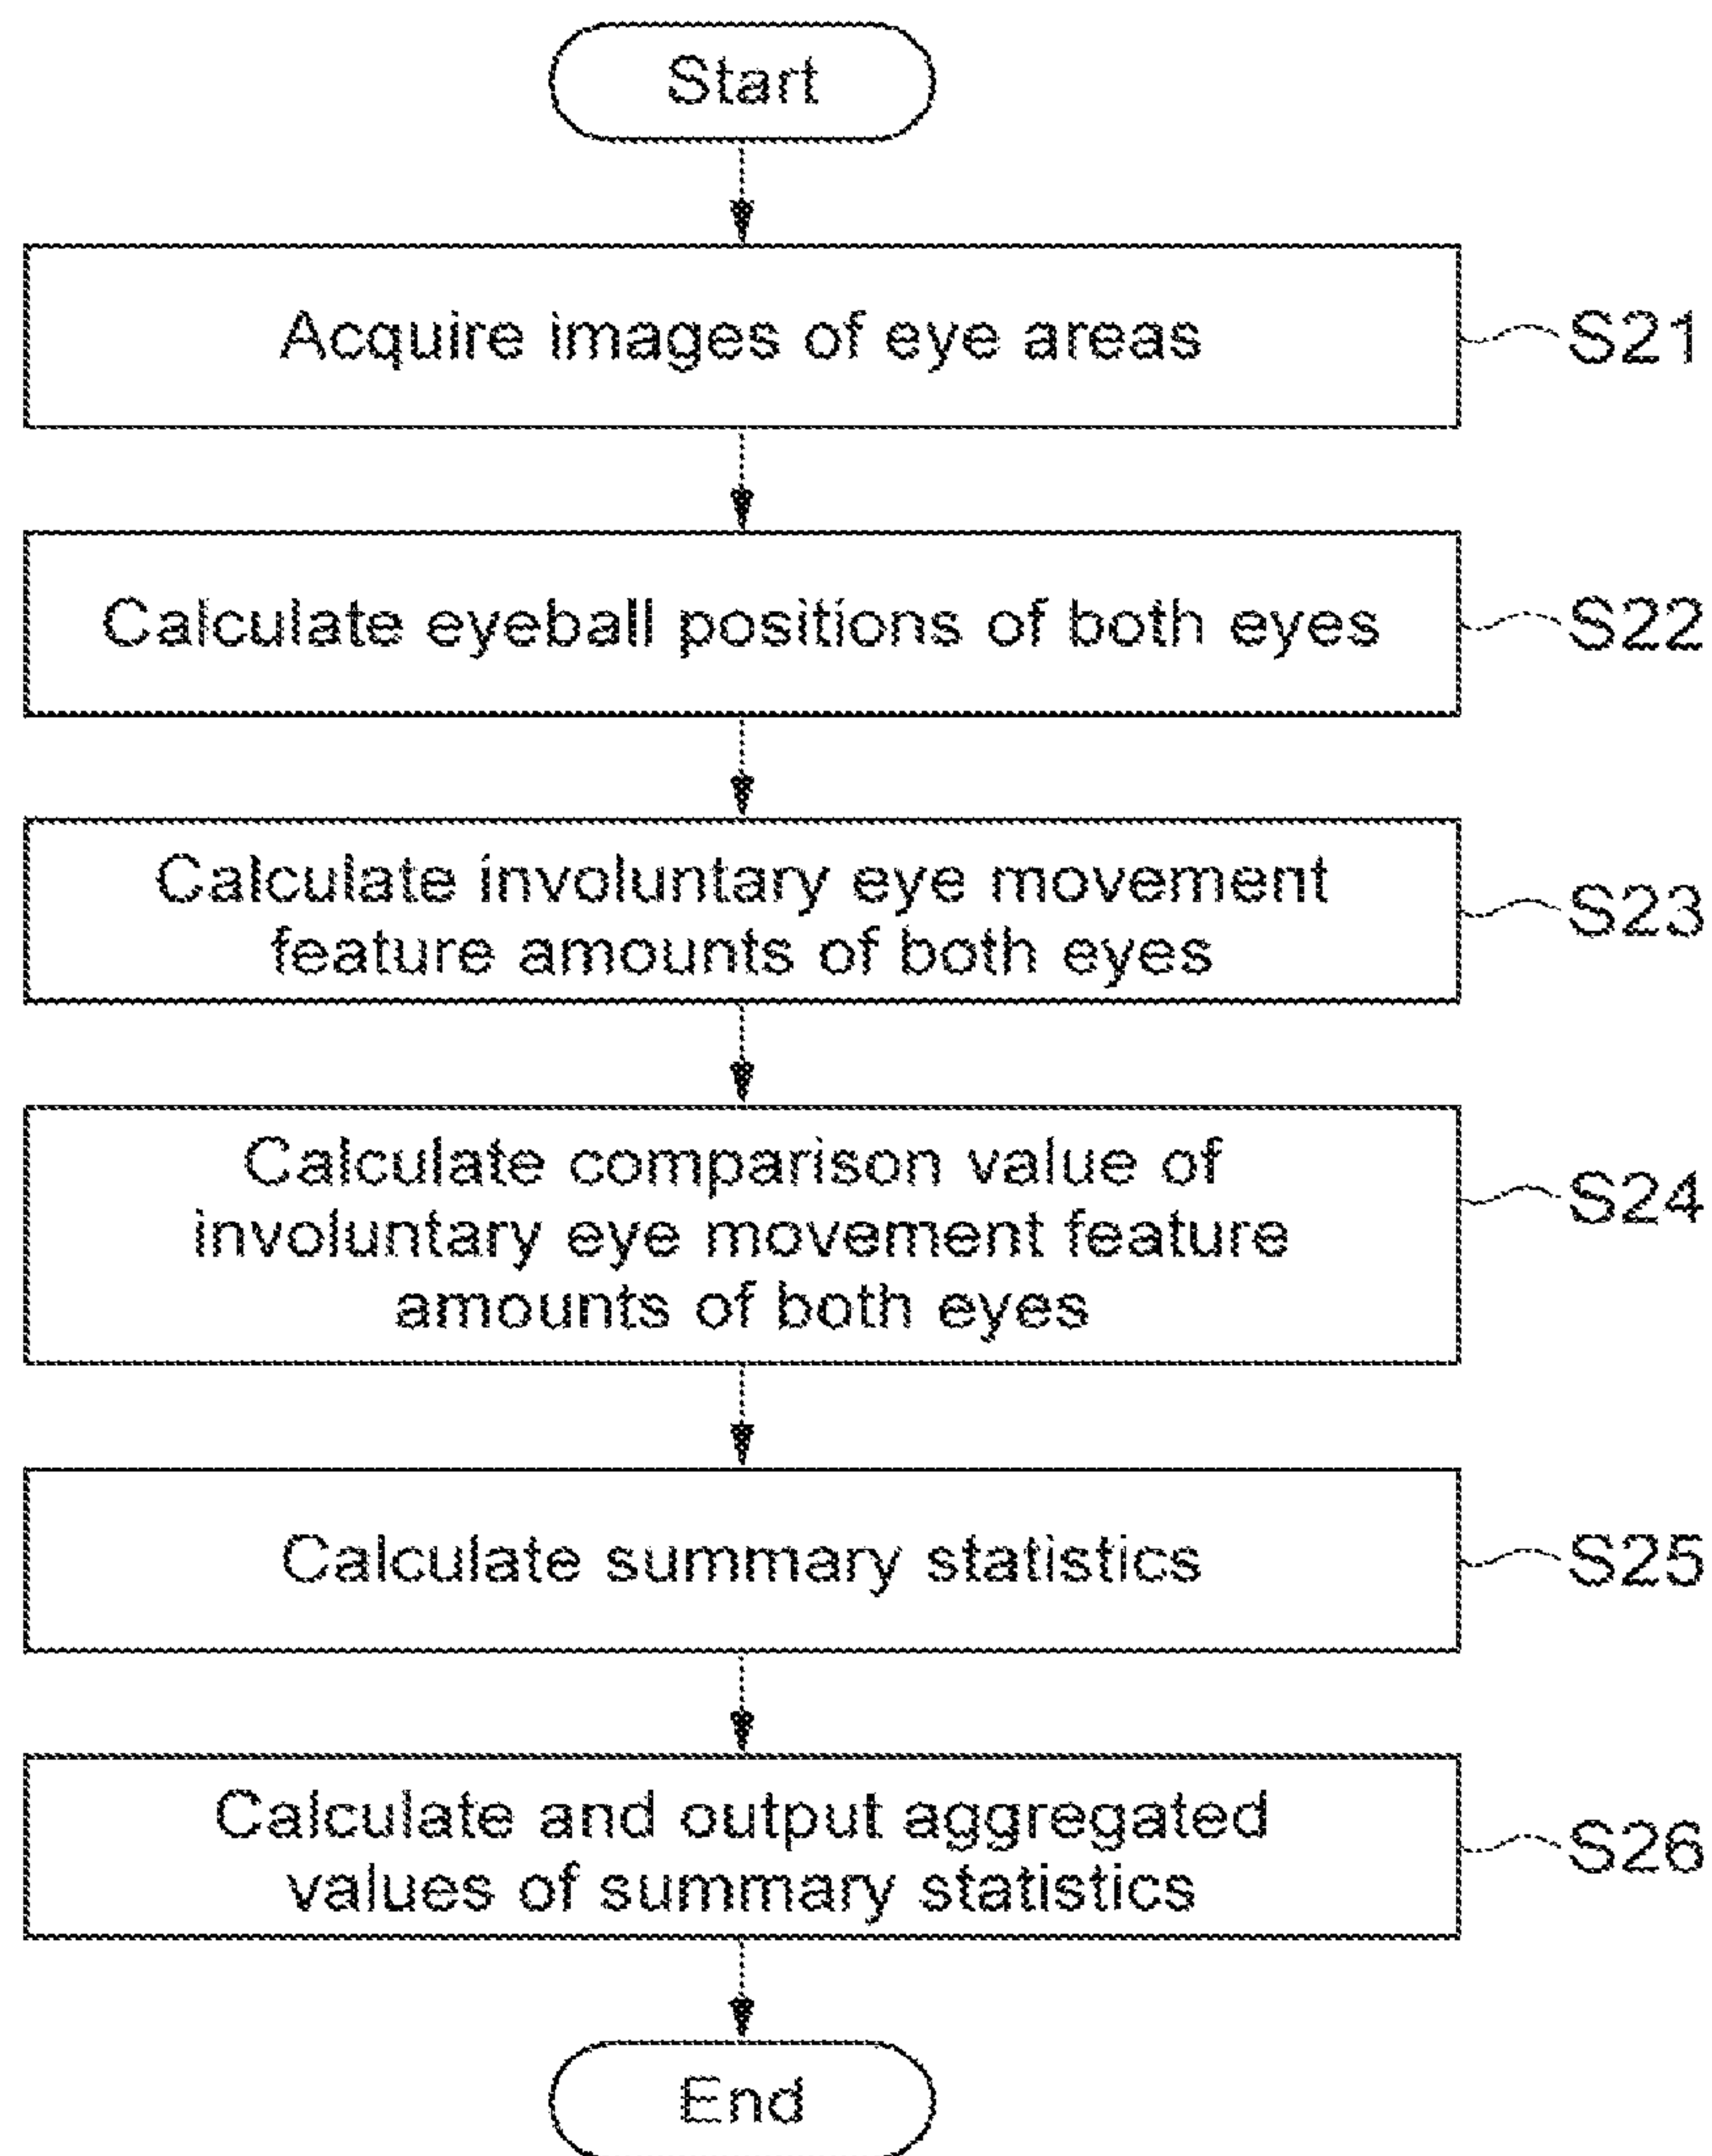 Start
Acquire images of eye areas
S21
Calculate eyeball positions of both eyes
S22
Calculate involuntary eye movement
feature amounts of both eyes
S23
Calculate comparison value of
involuntary eye movement feature
amounts of both eyes
S24
Calculate summary statistics
S25
Calculate and output aggregated
values of summary statistics
S26
End